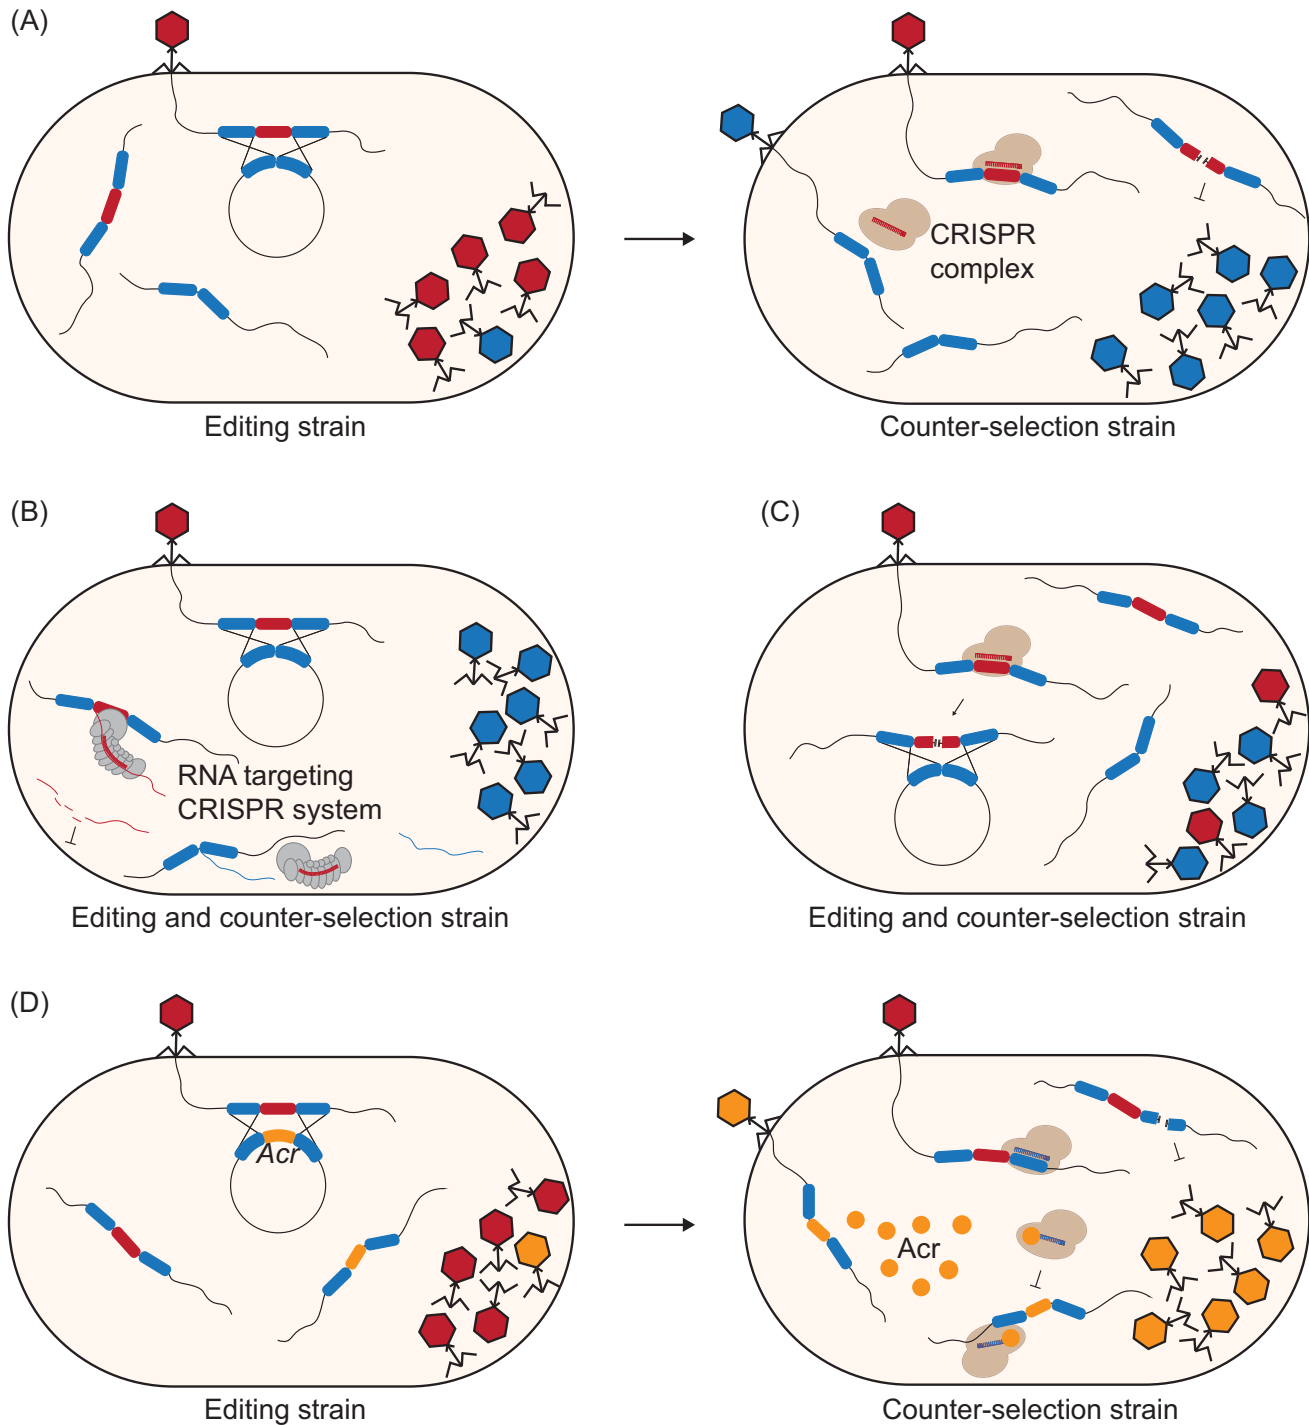 (A)
CRISPR
complex
Editing strain
Counter-selection strain
(B)
(C)
RNA targeting
CRISPR system
Editing and counter-selection strain
Editing and counter-selection strain
(D)
Acr
Acr
Editing strain
Counter-selection strain